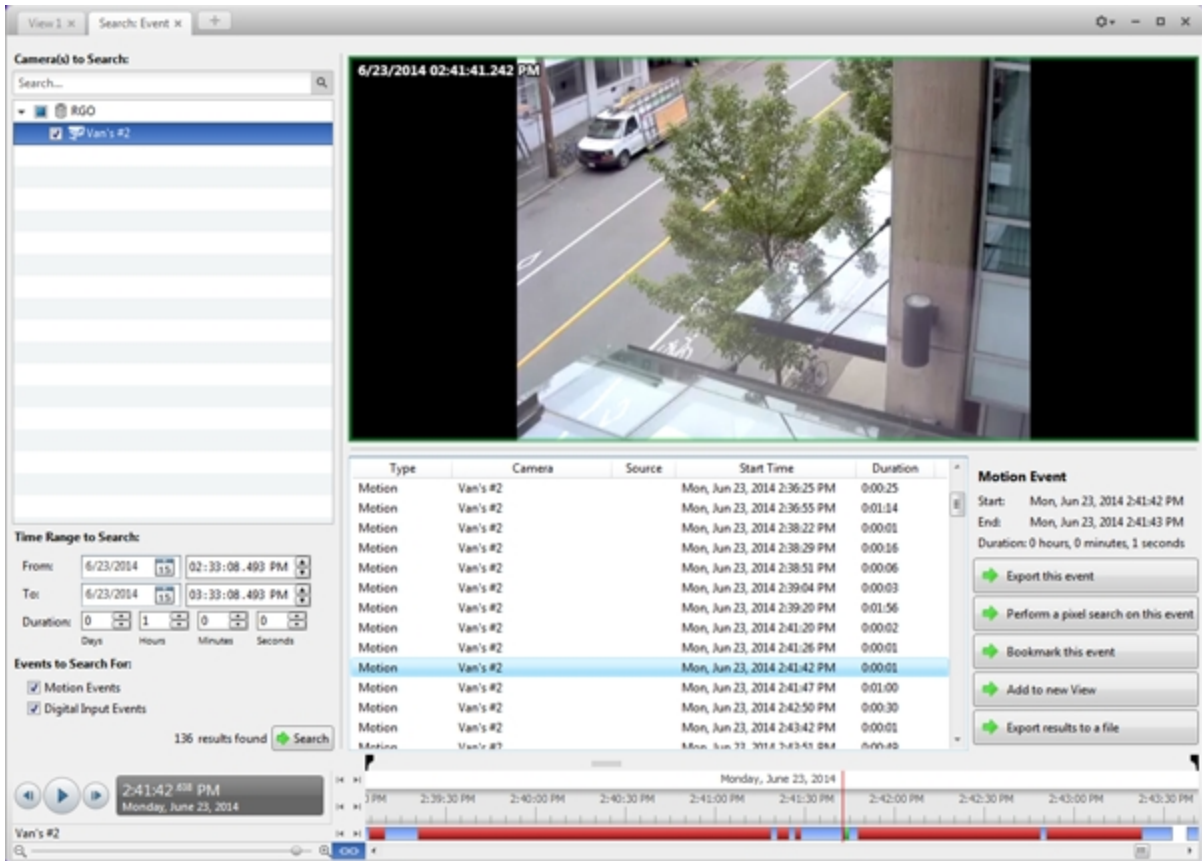 View 1 ×
Search: Event ×
+
Camera(s) to Search:
Search...
RGO
Van's #2
6/23/2014 02:41:41.242 PM
Time Range to Search:
From: 6/23/2014 15 02:33:08.493 PM
To: 6/23/2014 15 03:33:08.493 PM
Duration: 0 1 0 0
Days Hours Minutes Seconds
Events to Search For:
Motion Events
Digital Input Events
136 results found Search
Type Camera Source Start Time Duration
Motion Van's #2 Mon, Jun 23, 2014 2:36:25 PM 0:00:25
Motion Van's #2 Mon, Jun 23, 2014 2:36:55 PM 0:01:14
Motion Van's #2 Mon, Jun 23, 2014 2:38:22 PM 0:00:01
Motion Van's #2 Mon, Jun 23, 2014 2:38:29 PM 0:00:16
Motion Van's #2 Mon, Jun 23, 2014 2:38:51 PM 0:00:06
Motion Van's #2 Mon, Jun 23, 2014 2:39:04 PM 0:00:03
Motion Van's #2 Mon, Jun 23, 2014 2:39:20 PM 0:01:56
Motion Van's #2 Mon, Jun 23, 2014 2:41:20 PM 0:00:02
Motion Van's #2 Mon, Jun 23, 2014 2:41:26 PM 0:00:01
Motion Van's #2 Mon, Jun 23, 2014 2:41:42 PM 0:00:01
Motion Van's #2 Mon, Jun 23, 2014 2:41:47 PM 0:01:00
Motion Van's #2 Mon, Jun 23, 2014 2:42:50 PM 0:00:30
Motion Van's #2 Mon, Jun 23, 2014 2:43:42 PM 0:00:01
Motion Van's #2 Mon, Jun 23, 2014 2:43:51 PM 0:00:49
Motion Event
Start: Mon, Jun 23, 2014 2:41:42 PM
End: Mon, Jun 23, 2014 2:41:43 PM
Duration: 0 hours, 0 minutes, 1 seconds
Export this event
Perform a pixel search on this event
Bookmark this event
Add to new View
Export results to a file
2:41:42 PM
Monday, June 23, 2014
Monday, June 23, 2014
PM 2:39:30 PM 2:40:00 PM 2:40:30 PM 2:41:00 PM 2:41:30 PM 2:42:00 PM 2:42:30 PM 2:43:00 PM 2:43:30 PM
Van's #2